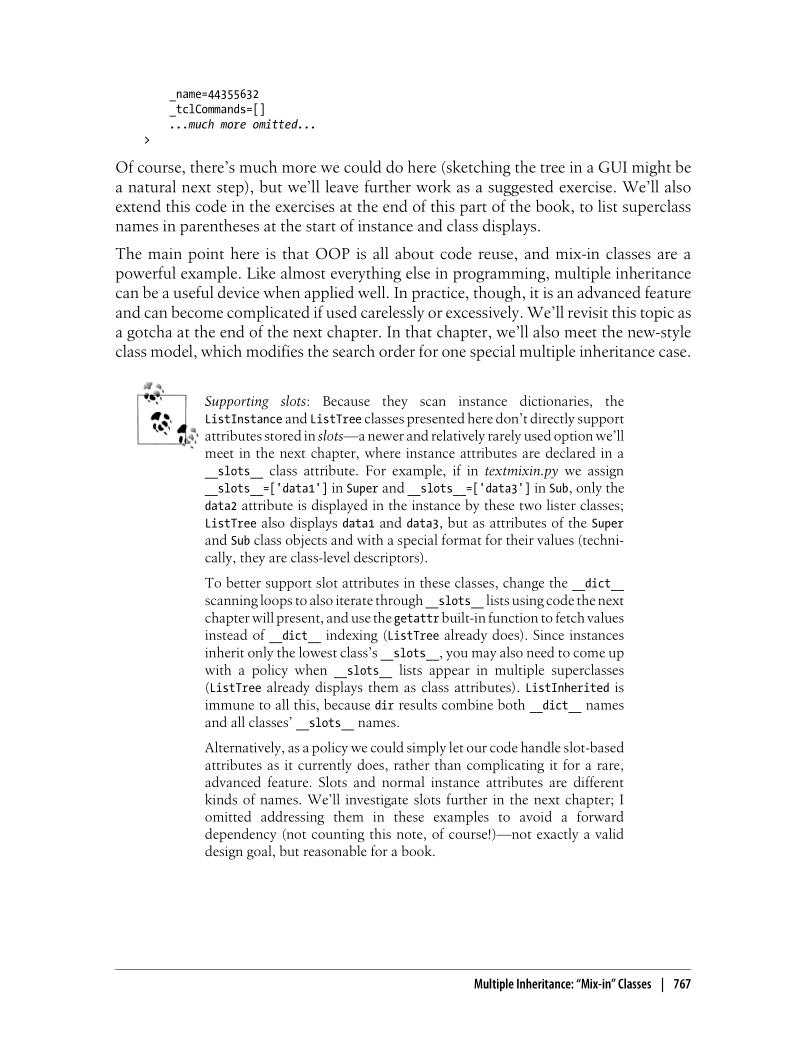 _name=44355632
_tclCommands=[]
...much more omitted...
>
Of course, there's much more we could do here (sketching the tree in a GUI might be
a natural next step), but we'll leave further work as a suggested exercise. We'll also
extend this code in the exercises at the end of this part of the book, to list superclass
names in parentheses at the start of instance and class displays.
The main point here is that OOP is all about code reuse, and mix-in classes are a
powerful example. Like almost everything else in programming, multiple inheritance
can be a useful device when applied well. In practice, though, it is an advanced feature
and can become complicated if used carelessly or excessively. We'll revisit this topic as
a gotcha at the end of the next chapter. In that chapter, we'll also meet the new-style
class model, which modifies the search order for one special multiple inheritance case.
Supporting slots: Because they scan instance dictionaries, the
ListInstance and ListTree classes presented here don't directly support
attributes stored in slots—a newer and relatively rarely used option we'll
meet in the next chapter, where instance attributes are declared in a
__slots__ class attribute. For example, if in textmixin.py we assign
__slots__=['data1'] in Super and __slots__=['data3'] in Sub, only the
data2 attribute is displayed in the instance by these two lister classes;
ListTree also displays data1 and data3, but as attributes of the Super
and Sub class objects and with a special format for their values (techni-
cally, they are class-level descriptors).
To better support slot attributes in these classes, change the __dict__
scanning loops to also iterate through __slots__ lists using code the next
chapter will present, and use the getattr built-in function to fetch values
instead of __dict__ indexing (ListTree already does). Since instances
inherit only the lowest class's __slots__, you may also need to come up
with a policy when __slots__ lists appear in multiple superclasses
(ListTree already displays them as class attributes). ListInherited is
immune to all this, because dir results combine both __dict__ names
and all classes' __slots__ names.
Alternatively, as a policy we could simply let our code handle slot-based
attributes as it currently does, rather than complicating it for a rare,
advanced feature. Slots and normal instance attributes are different
kinds of names. We'll investigate slots further in the next chapter; I
omitted addressing them in these examples to avoid a forward
dependency (not counting this note, of course!)—not exactly a valid
design goal, but reasonable for a book.
Multiple Inheritance: “Mix-in” Classes | 767